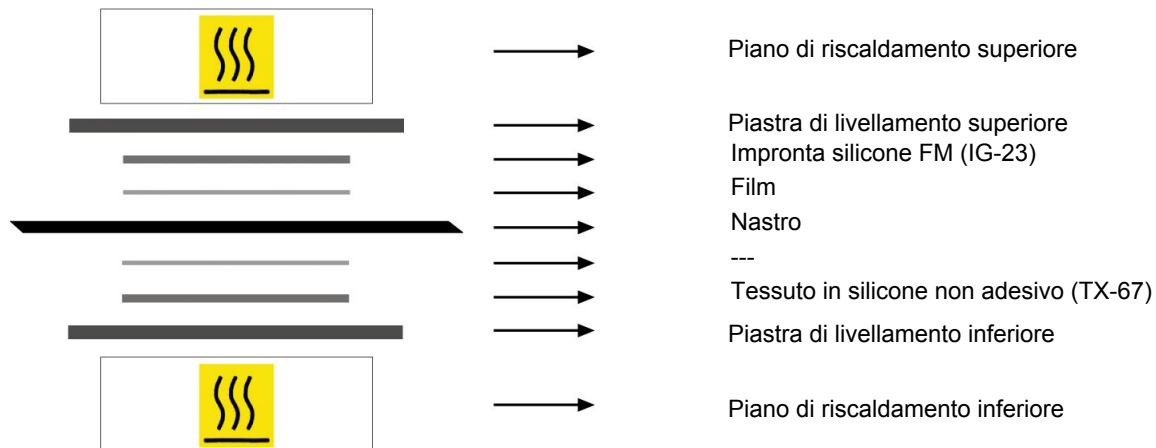 Piano di riscaldamento superiore
Piastra di livellamento superiore
Impronta silicone FM (IG-23)
Film
Nastro
---
Tessuto in silicone non adesivo (TX-67)
Piastra di livellamento inferiore
Piano di riscaldamento inferiore